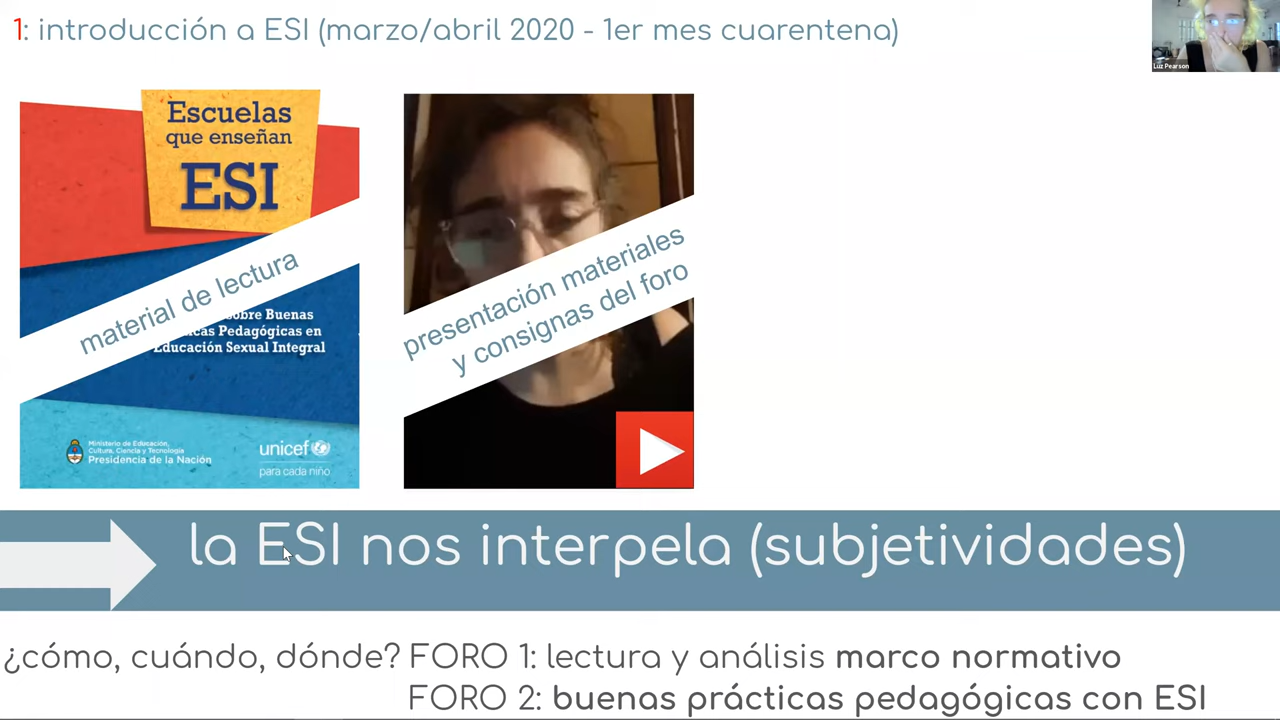 1: introducción a ESI (marzo/abril 2020 - 1er mes cuarentena)
Luz Pearson
Escuelas
que enseñan
ESI
material de lectura
sobre Buenas
Pedagógicas en
Educación Sexual Integral
Ministerio de Educación,
Cultura, Ciencia y Tecnología
Presidencia de la Nación
unicef
para cada niño
presentación materiales
y consignas del foro
la ESI nos interpela (subjetividades)
¿cómo, cuándo, dónde? FORO 1: lectura y análisis marco normativo
FORO 2: buenas prácticas pedagógicas con ESI